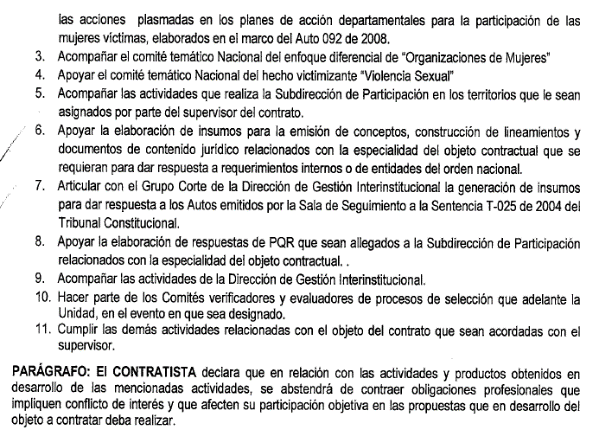 las acciones plasmadas en los planes de acción departamentales para la participación de las
mujeres víctimas, elaborados en el marco del Auto 092 de 2008.
3. Acompañar el comité temático Nacional del enfoque diferencial de "Organizaciones de Mujeres"
4. Apoyar el comité temático Nacional del hecho victimizante "Violencia Sexual"
5. Acompañar las actividades que realiza la Subdirección de Participación en los territorios que le sean
asignados por parte del supervisor del contrato.
6. Apoyar la elaboración de insumos para la emisión de conceptos, construcción de lineamientos y
documentos de contenido jurídico relacionados con la especialidad del objeto contractual que se
requieran para dar respuesta a requerimientos internos o de entidades del orden nacional.
7. Articular con el Grupo Corte de la Dirección de Gestión Interinstitucional la generación de insumos
para dar respuesta a los Autos emitidos por la Sala de Seguimiento a la Sentencia T-025 de 2004 del
Tribunal Constitucional.
8. Apoyar la elaboración de respuestas de PQR que sean allegados a la Subdirección de Participación
relacionados con la especialidad del objeto contractual. .
9. Acompañar las actividades de la Dirección de Gestión Interinstitucional.
10. Hacer parte de los Comités verificadores y evaluadores de procesos de selección que adelante la
Unidad, en el evento en que sea designado.
11. Cumplir las demás actividades relacionadas con el objeto del contrato que sean acordadas con el
supervisor.
PARÁGRAFO: El CONTRATISTA declara que en relación con las actividades y productos obtenidos en
desarrollo de las mencionadas actividades, se abstendrá de contraer obligaciones profesionales que
impliquen conflicto de interés y que afecten su participación objetiva en las propuestas que en desarrollo del
objeto a contratar deba realizar.